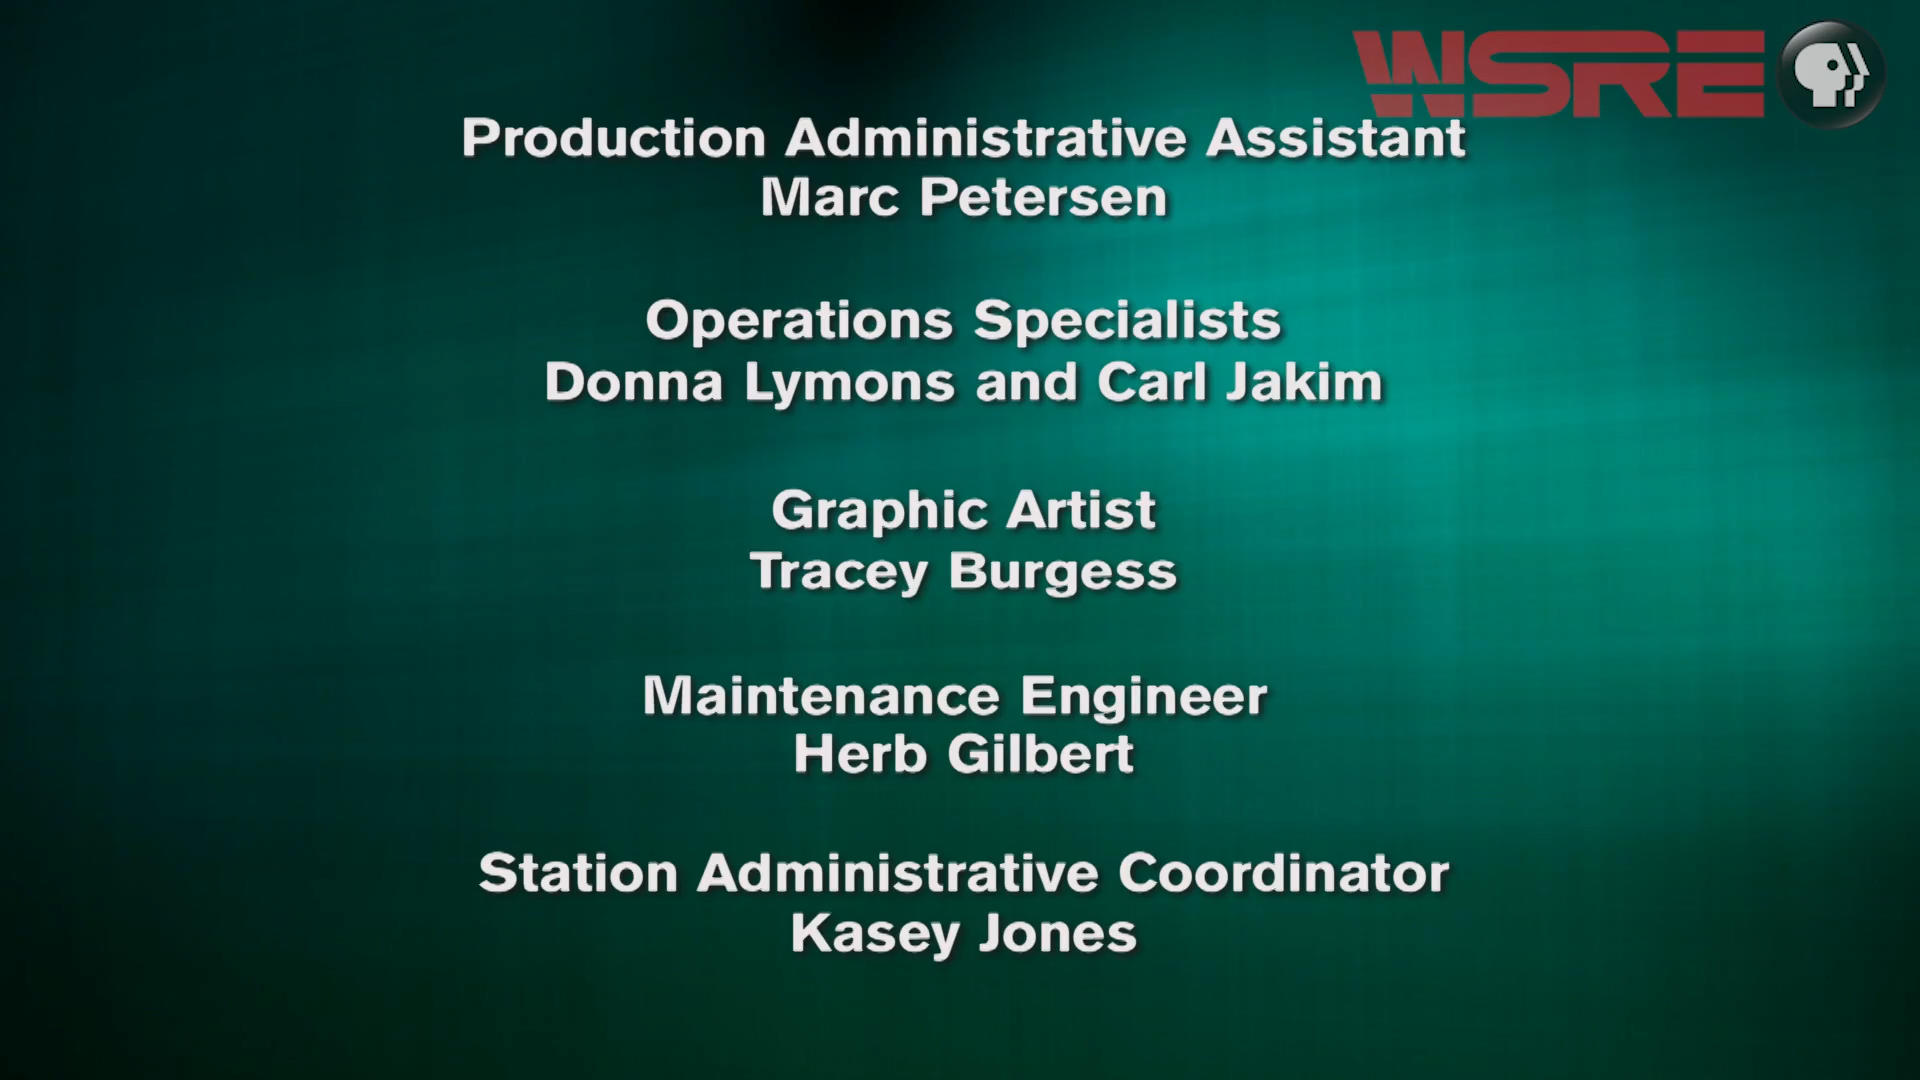 WSRE
Production Administrative Assistant
Marc Petersen
Operations Specialists
Donna Lymons and Carl Jakim
Graphic Artist
Tracey Burgess
Maintenance Engineer
Herb Gilbert
Station Administrative Coordinator
Kasey Jones